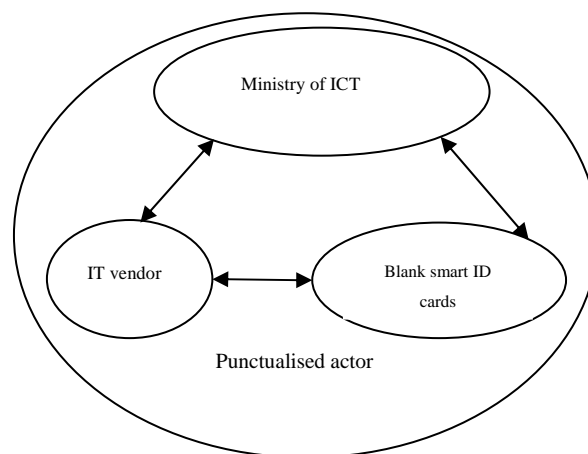 Ministry of ICT
IT vendor
Blank smart ID
cards
Punctualised actor